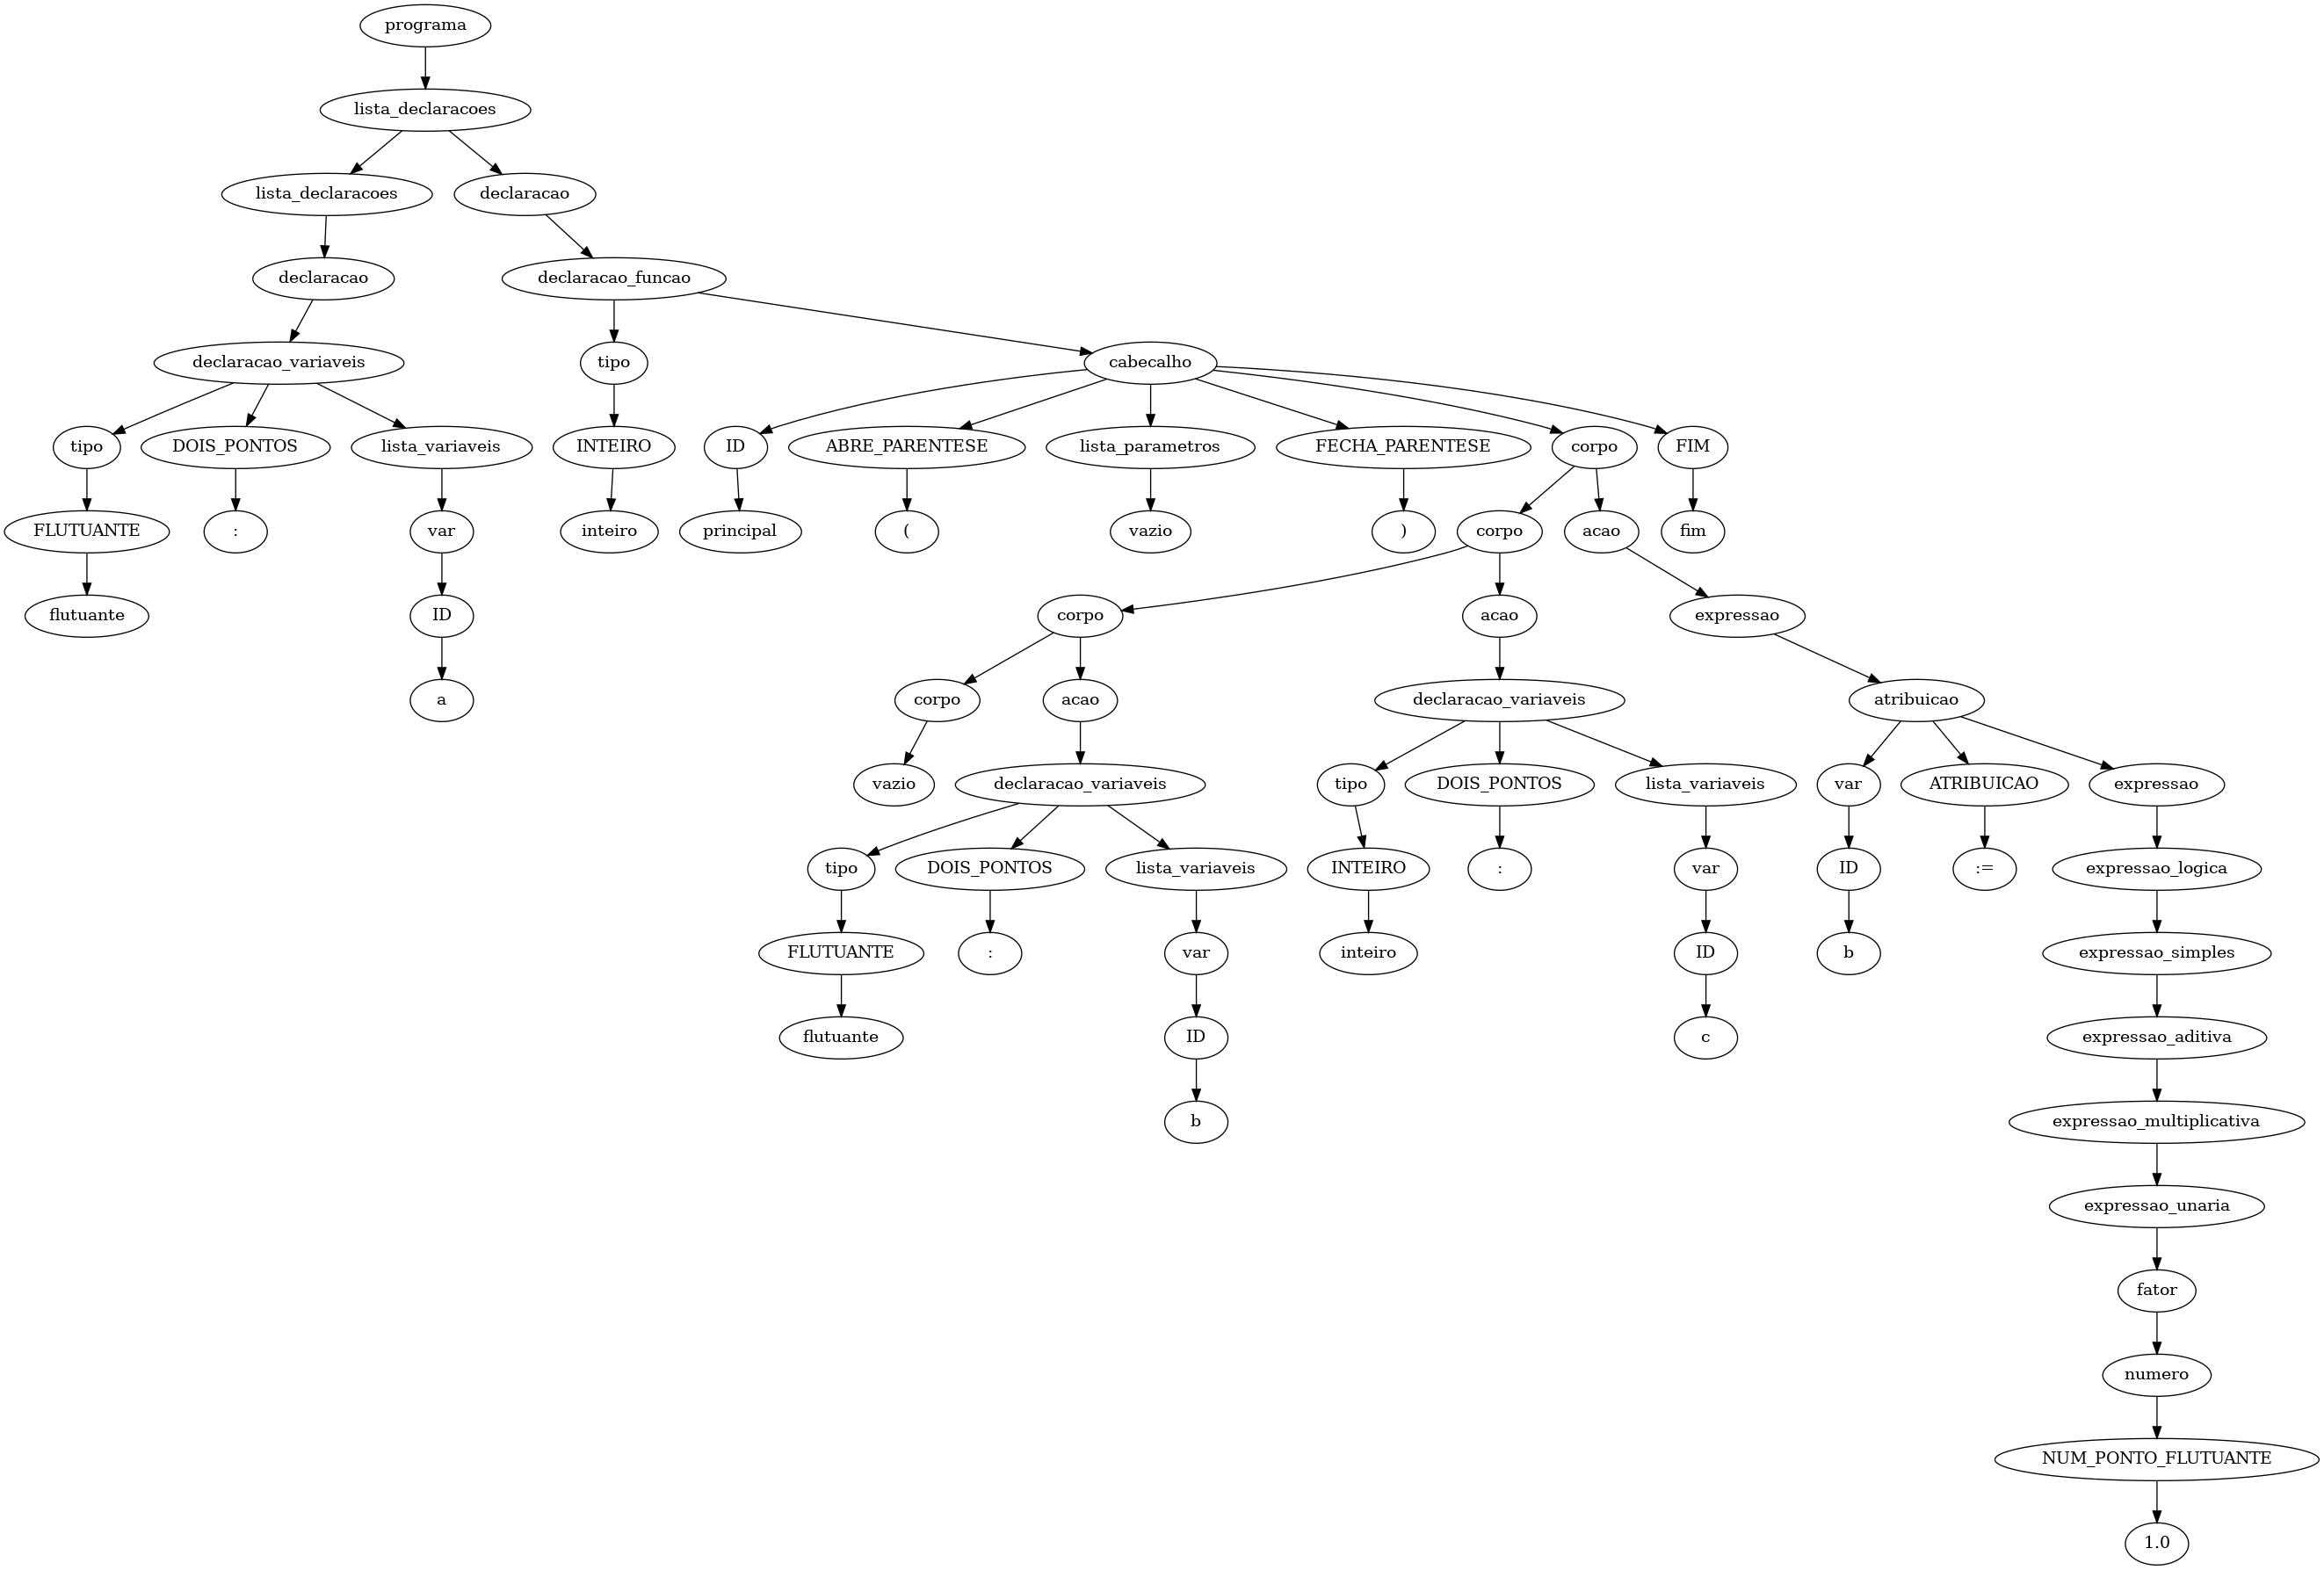 programa
lista_declaracoes
lista_declaracoes declaracao
declaracao declaracao_funcao
declaracao_variaveis tipo cabecalho
tipo DOIS_PONTOS lista_variaveis INTEIRO ID ABRE_PARENTESE lista_parametros FECHA_PARENTESE corpo FIM
FLUTUANTE : var inteiro principal ( vazio ) corpo acao fim
flutuante ID corpo acao expressao
a corpo acao declaracao_variaveis atribuicao
vazio declaracao_variaveis tipo DOIS_PONTOS lista_variaveis var ATRIBUICAO expressao
tipo DOIS_PONTOS lista_variaveis INTEIRO : var ID := expressao_logica
FLUTUANTE : var inteiro ID b expressao_simples
flutuante ID c expressao_aditiva
b expressao_multiplicativa
expressao_unaria
fator
numero
NUM_PONTO_FLUTUANTE
1.0